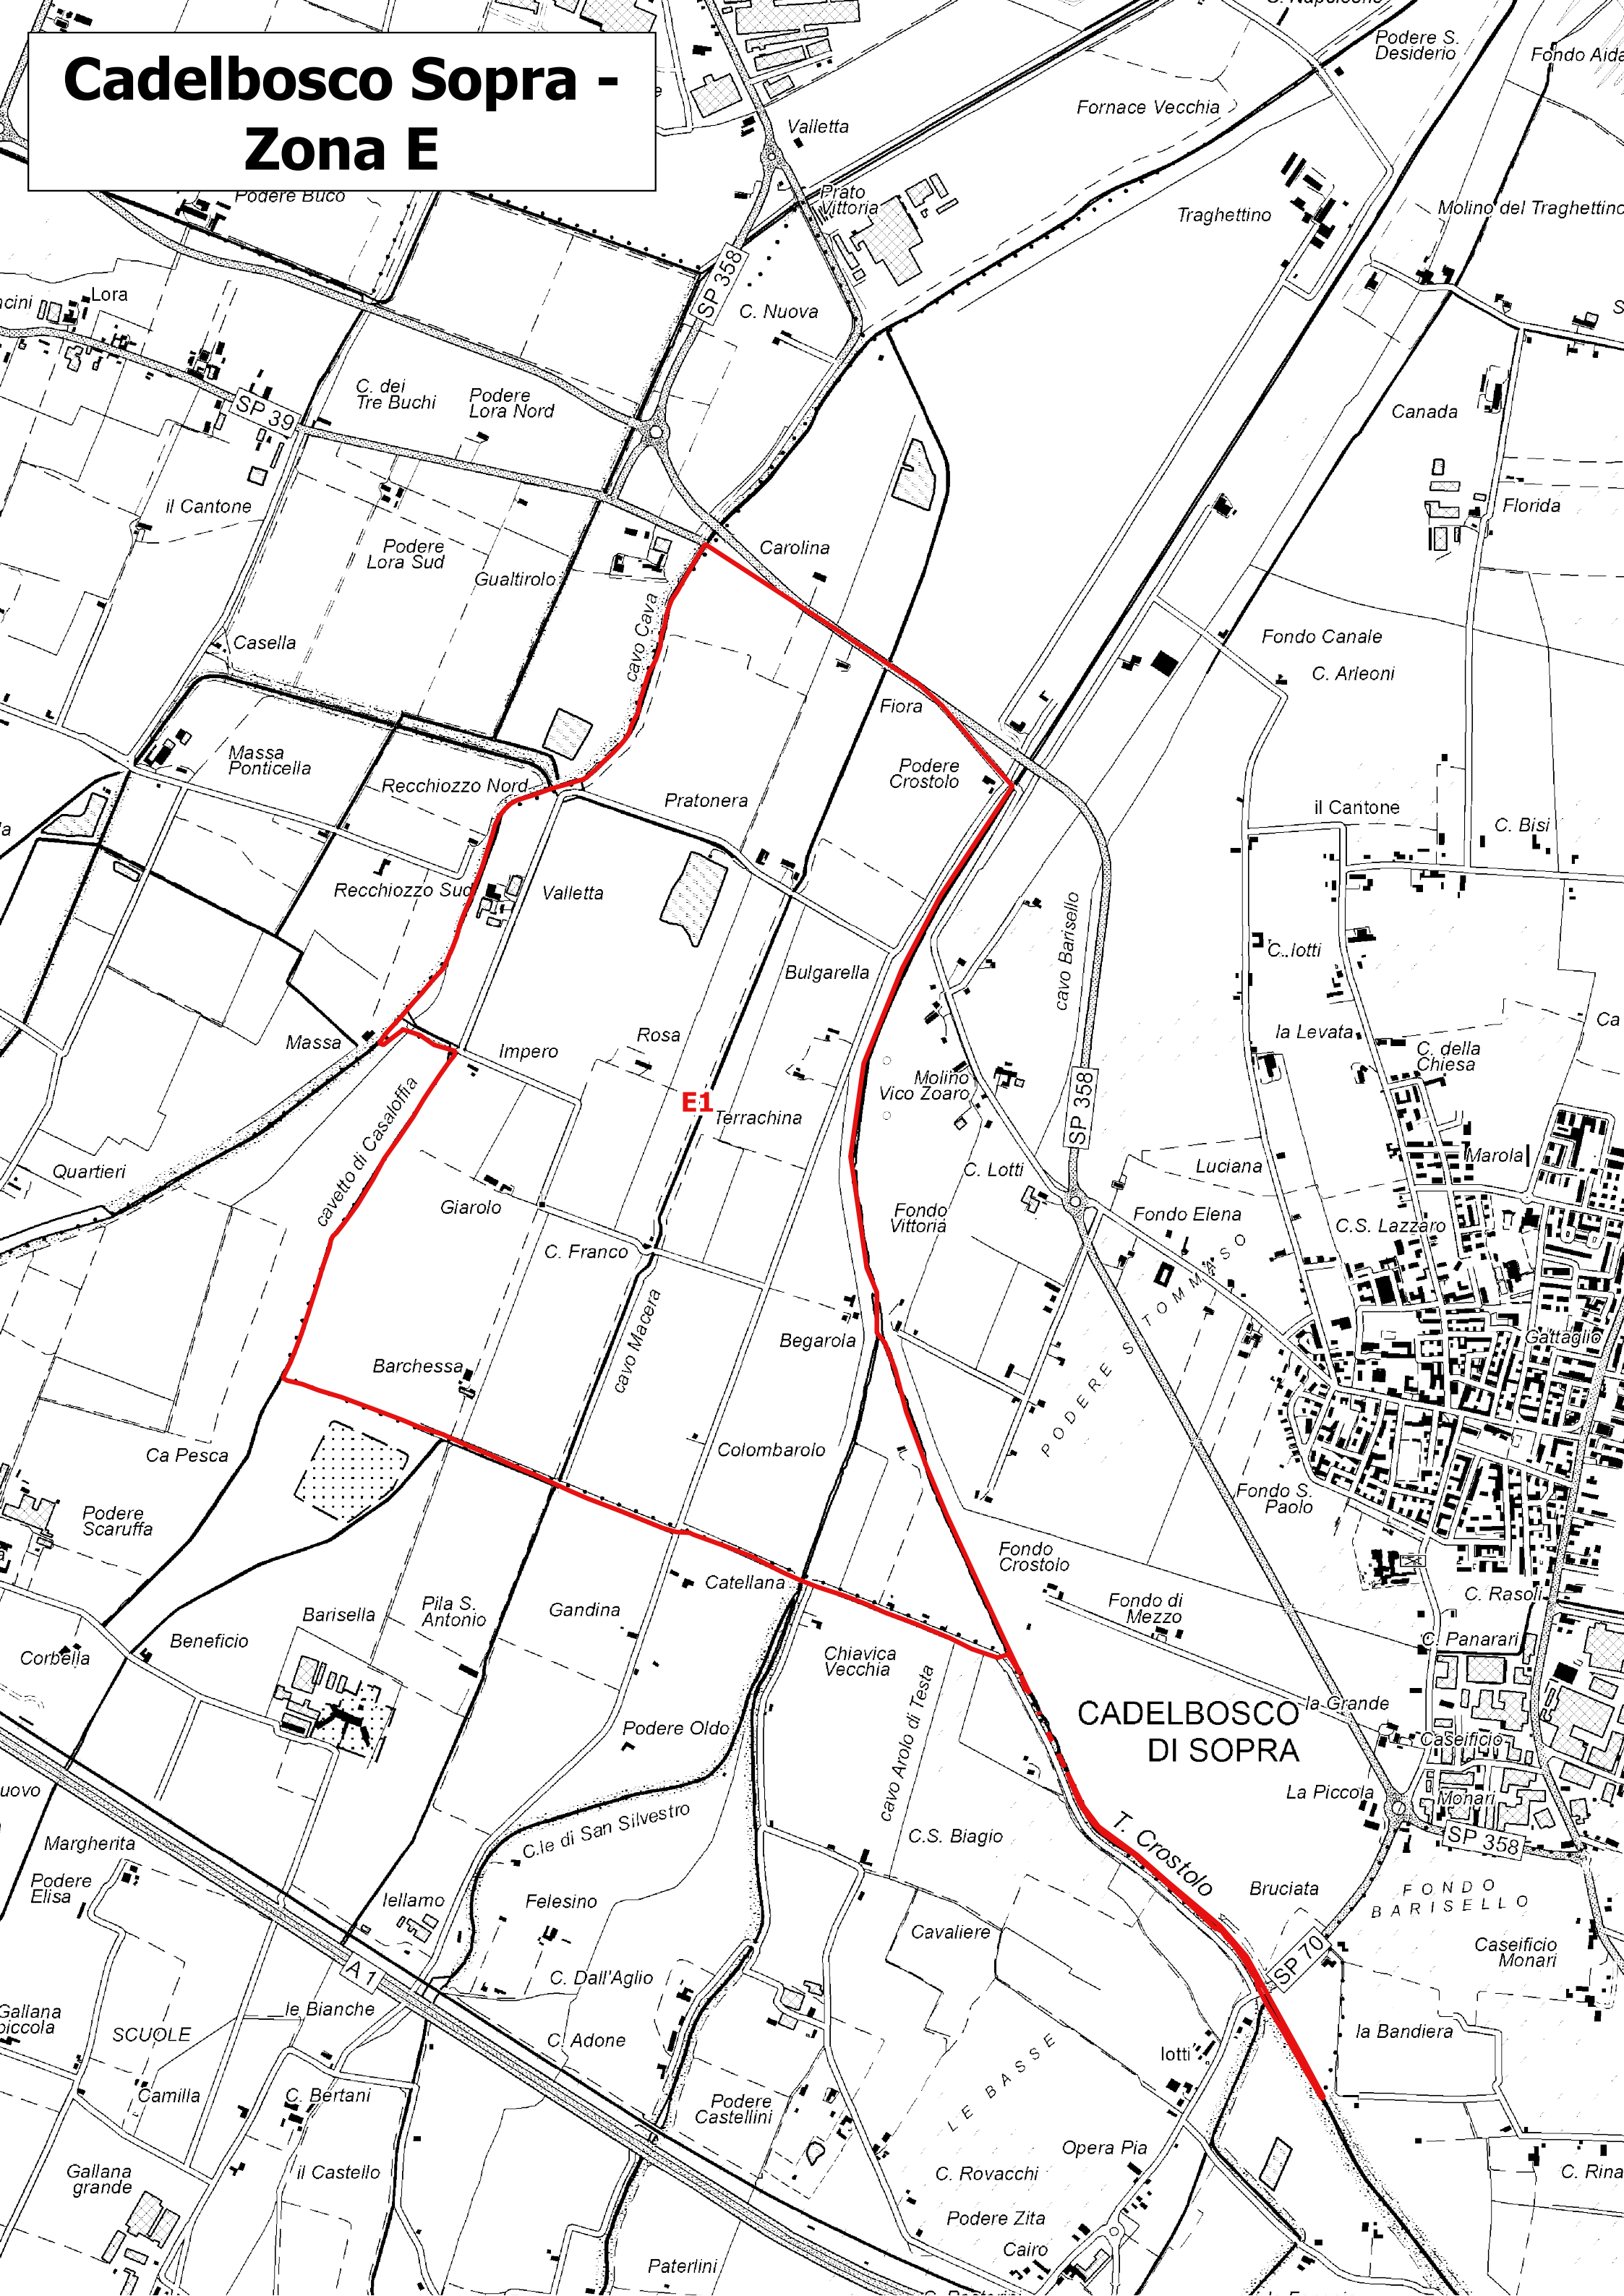 Cadelbosco Sopra -
Zona E
Podere S.
Desiderio
Fondo Aida
Fornace Vecchia
Valletta
Podere Buco
Prato
Vittoria
Traghettino
Molino del Traghettino
SP 358
Lora
C. Nuova
C. dei
Tre Buchi
Podere
Lora Nord
SP 39
Canada
il Cantone
Florida
Podere
Lora Sud
Gualtirolo
Carolina
cavo Cava
Casella
Fondo Canale
C. Arleoni
Fiora
Massa
Ponticella
Recchiozzo Nord
Podere
Crostolo
Pratonera
il Cantone
C. Bisi
Recchiozzo Sud
Valletta
cavo Barisello
C. Iotti
Bulgarella
Massa
Impero
Rosa
la Levata
C. della
Chiesa
Ca
Molino
Vico Zoaro
E1
Terrachina
SP 358
cavetto di Casaloffia
Quartieri
Giarolo
C. Lotti
Luciana
Marola
Fondo
Vittoria
Fondo Elena
C.S. Lazzaro
C. Franco
PODERE S TOMMASO
cavo Macera
Begarola
Gattaglio
Barchessa
Ca Pesca
Colombarolo
Fondo S.
Paolo
Podere
Scaruffa
Fondo
Crostolo
Catellana
C. Rasoli
Fondo di
Mezzo
Pila S.
Antonio
Barisella
Gandina
Beneficio
Corbella
Chiavica
Vecchia
C. Panarari
cavo Arolo di Testa
CADELBOSCO
DI SOPRA
la Grande
Podere Oldo
Caseificio
La Piccola
Monari
C.le di San Silvestro
T. Crostolo
C.S. Biagio
SP 358
Margherita
Podere
Elisa
Bruciata
FONDO
BARISELLO
Iellamo
Felesino
Cavaliere
SP 70
Caseificio
Monari
A 1
C. Dall'Aglio
Gallana
piccola
le Bianche
SCUOLE
C. Adone
la Bandiera
Iotti
LE BASSE
Camilla
C. Bertani
Podere
Castellini
Opera Pia
Gallana
grande
il Castello
C. Rovacchi
C. Rina
Podere Zita
Cairo
Paterlini